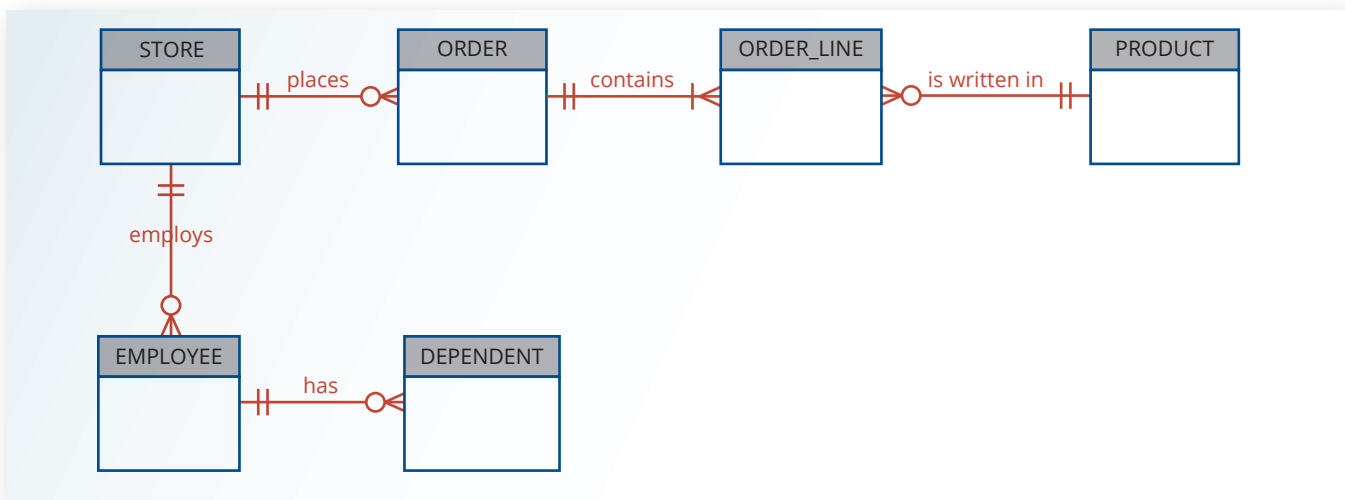 STORE
places
ORDER
contains
ORDER_LINE
is written in
PRODUCT
employs
EMPLOYEE
has
DEPENDENT